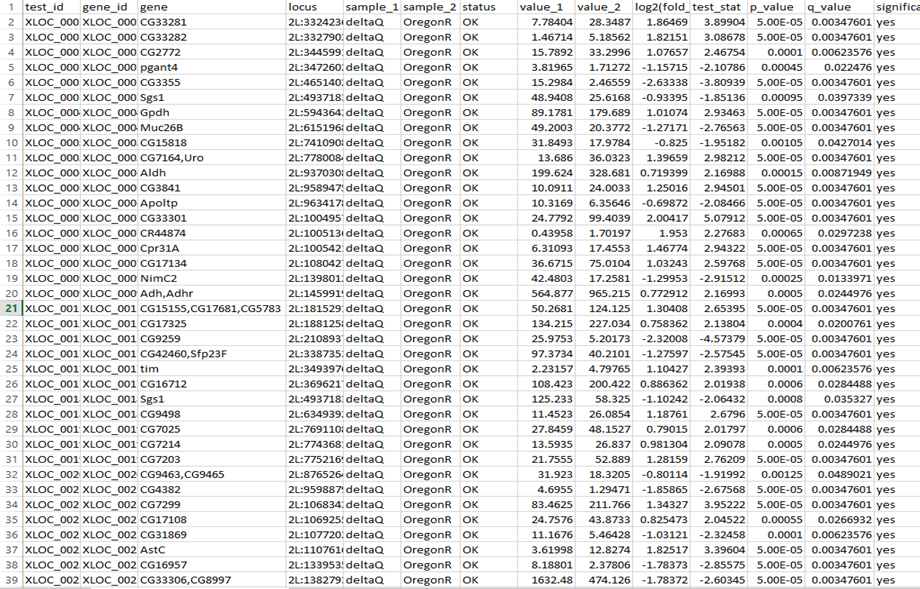 1 test_id gene_id gene locus sample_1 sample_2 status value_1 value_2 log2(fold_ test_stat p_value q_value significa
2 XLOC_000 XLOC_000 CG33281 2L:332423 deltaQ OregonR OK 7.78404 28.3487 1.86469 3.89904 5.00E-05 0.00347601 yes
3 XLOC_000 XLOC_000 CG33282 2L:332790 deltaQ OregonR OK 1.46714 5.18562 1.82151 3.08678 5.00E-05 0.00347601 yes
4 XLOC_000 XLOC_000 CG2772 2L:344599 deltaQ OregonR OK 15.7892 33.2996 1.07657 2.46754 0.0001 0.00623576 yes
5 XLOC_000 XLOC_000 pgant4 2L:347260 deltaQ OregonR OK 3.81965 1.71272 -1.15715 -2.10786 0.00045 0.022476 yes
6 XLOC_000 XLOC_000 CG3355 2L:465140 deltaQ OregonR OK 15.2984 2.46559 -2.63338 -3.80939 5.00E-05 0.00347601 yes
7 XLOC_000 XLOC_000 Sgs1 2L:493718 deltaQ OregonR OK 48.9408 25.6168 -0.93395 -1.85136 0.00095 0.0397339 yes
8 XLOC_000 XLOC_000 Gpdh 2L:594364 deltaQ OregonR OK 89.1781 179.689 1.01074 2.93463 5.00E-05 0.00347601 yes
9 XLOC_000 XLOC_000 Muc26B 2L:615196 deltaQ OregonR OK 49.2003 20.3772 -1.27171 -2.76563 5.00E-05 0.00347601 yes
10 XLOC_000 XLOC_000 CG15818 2L:741090 deltaQ OregonR OK 31.8493 17.9784 -0.825 -1.95182 0.00105 0.0427014 yes
11 XLOC_000 XLOC_000 CG7164,Uro 2L:778008 deltaQ OregonR OK 13.686 36.0323 1.39659 2.98212 5.00E-05 0.00347601 yes
12 XLOC_000 XLOC_000 Aldh 2L:937030 deltaQ OregonR OK 199.624 328.681 0.719399 2.16988 0.00015 0.00871949 yes
13 XLOC_000 XLOC_000 CG3841 2L:958947 deltaQ OregonR OK 10.0911 24.0033 1.25016 2.94501 5.00E-05 0.00347601 yes
14 XLOC_000 XLOC_000 Apoltp 2L:963417 deltaQ OregonR OK 10.3169 6.35646 -0.69872 -2.08466 5.00E-05 0.00347601 yes
15 XLOC_000 XLOC_000 CG33301 2L:100495 deltaQ OregonR OK 24.7792 99.4039 2.00417 5.07912 5.00E-05 0.00347601 yes
16 XLOC_000 XLOC_000 CR44874 2L:100513 deltaQ OregonR OK 0.43958 1.70197 1.953 2.27683 0.00065 0.0297238 yes
17 XLOC_000 XLOC_000 Cpr31A 2L:100542 deltaQ OregonR OK 6.31093 17.4553 1.46774 2.94322 5.00E-05 0.00347601 yes
18 XLOC_000 XLOC_000 CG17134 2L:108042 deltaQ OregonR OK 36.6715 75.0104 1.03243 2.59768 5.00E-05 0.00347601 yes
19 XLOC_000 XLOC_000 NimC2 2L:139801 deltaQ OregonR OK 42.4803 17.2581 -1.29953 -2.91512 0.00025 0.0133971 yes
20 XLOC_000 XLOC_000 Adh,Adhr 2L:145991 deltaQ OregonR OK 564.877 965.215 0.772912 2.16993 0.0005 0.0244976 yes
21 XLOC_001 XLOC_001 CG15155,CG17681,CG5783 2L:181529 deltaQ OregonR OK 50.2681 124.125 1.30408 2.65395 5.00E-05 0.00347601 yes
22 XLOC_001 XLOC_001 CG17325 2L:188125 deltaQ OregonR OK 134.215 227.034 0.758362 2.13804 0.0004 0.0200761 yes
23 XLOC_001 XLOC_001 CG9259 2L:210893 deltaQ OregonR OK 25.9753 5.20173 -2.32008 -4.57379 5.00E-05 0.00347601 yes
24 XLOC_001 XLOC_001 CG42460,Sfp23F 2L:338735 deltaQ OregonR OK 97.3734 40.2101 -1.27597 -2.57545 5.00E-05 0.00347601 yes
25 XLOC_001 XLOC_001 tim 2L:349397 deltaQ OregonR OK 2.23157 4.79765 1.10427 2.39393 0.0001 0.00623576 yes
26 XLOC_001 XLOC_001 CG16712 2L:369621 deltaQ OregonR OK 108.423 200.422 0.886362 2.01938 0.0006 0.0284488 yes
27 XLOC_001 XLOC_001 Sgs1 2L:493718 deltaQ OregonR OK 125.233 58.325 -1.10242 -2.06432 0.0008 0.035327 yes
28 XLOC_001 XLOC_001 CG9498 2L:634939 deltaQ OregonR OK 11.4523 26.0854 1.18761 2.6796 5.00E-05 0.00347601 yes
29 XLOC_001 XLOC_001 CG7025 2L:769110 deltaQ OregonR OK 27.8459 48.1527 0.79015 2.01797 0.0006 0.0284488 yes
30 XLOC_001 XLOC_001 CG7214 2L:774368 deltaQ OregonR OK 13.5935 26.837 0.981304 2.09078 0.0005 0.0244976 yes
31 XLOC_001 XLOC_001 CG7203 2L:775216 deltaQ OregonR OK 21.7555 52.889 1.28159 2.76209 5.00E-05 0.00347601 yes
32 XLOC_002 XLOC_002 CG9463,CG9465 2L:876526 deltaQ OregonR OK 31.923 18.3205 -0.80114 -1.91992 0.00125 0.0489021 yes
33 XLOC_002 XLOC_002 CG4382 2L:959887 deltaQ OregonR OK 4.6955 1.29471 -1.85865 -2.67568 5.00E-05 0.00347601 yes
34 XLOC_002 XLOC_002 CG7299 2L:106834 deltaQ OregonR OK 83.4625 211.766 1.34327 3.95222 5.00E-05 0.00347601 yes
35 XLOC_002 XLOC_002 CG17108 2L:106925 deltaQ OregonR OK 24.7576 43.8733 0.825473 2.04522 0.00055 0.0266932 yes
36 XLOC_002 XLOC_002 CG31869 2L:107720 deltaQ OregonR OK 11.1676 5.46428 -1.03121 -2.32458 0.0001 0.00623576 yes
37 XLOC_002 XLOC_002 AstC 2L:110761 deltaQ OregonR OK 3.61998 12.8274 1.82517 3.39604 5.00E-05 0.00347601 yes
38 XLOC_002 XLOC_002 CG16957 2L:133953 deltaQ OregonR OK 8.18801 2.37806 -1.78373 -2.85575 5.00E-05 0.00347601 yes
39 XLOC_002 XLOC_002 CG33306,CG8997 2L:138279 deltaQ OregonR OK 1632.48 474.126 -1.78372 -2.60345 5.00E-05 0.00347601 yes